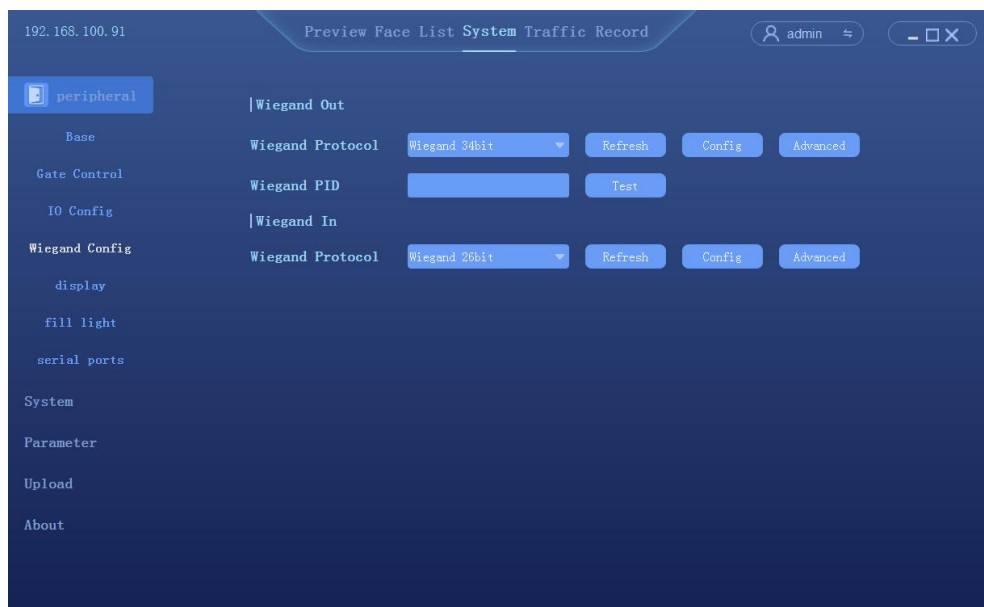 192.168.100.91
Preview Face List System Traffic Record
admin
peripheral
Base
Gate Control
IO Config
Wiegand Config
display
fill light
serial ports
System
Parameter
Upload
About
|Wiegand Out
Wiegand Protocol Wiegand 34bit Refresh Config Advanced
Wiegand PID Test
|Wiegand In
Wiegand Protocol Wiegand 26bit Refresh Config Advanced